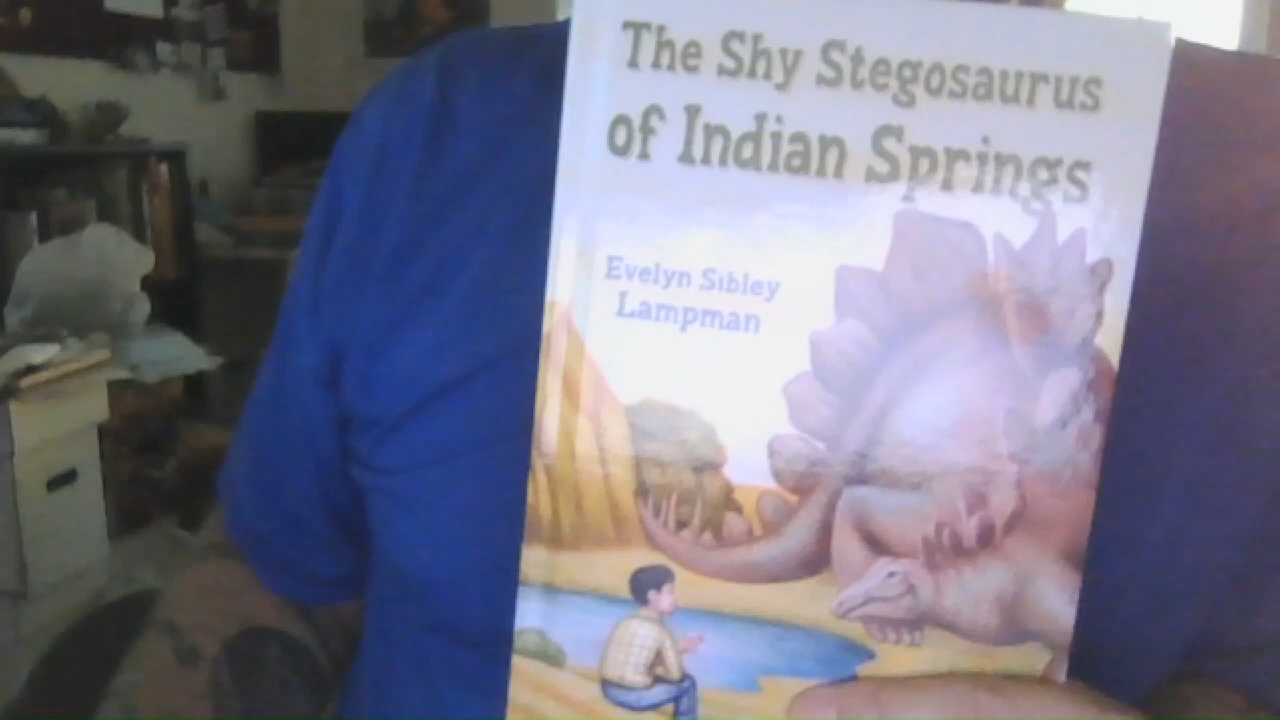 The Shy Stegosaurus
of Indian Springs
Evelyn Sibley
Lampman